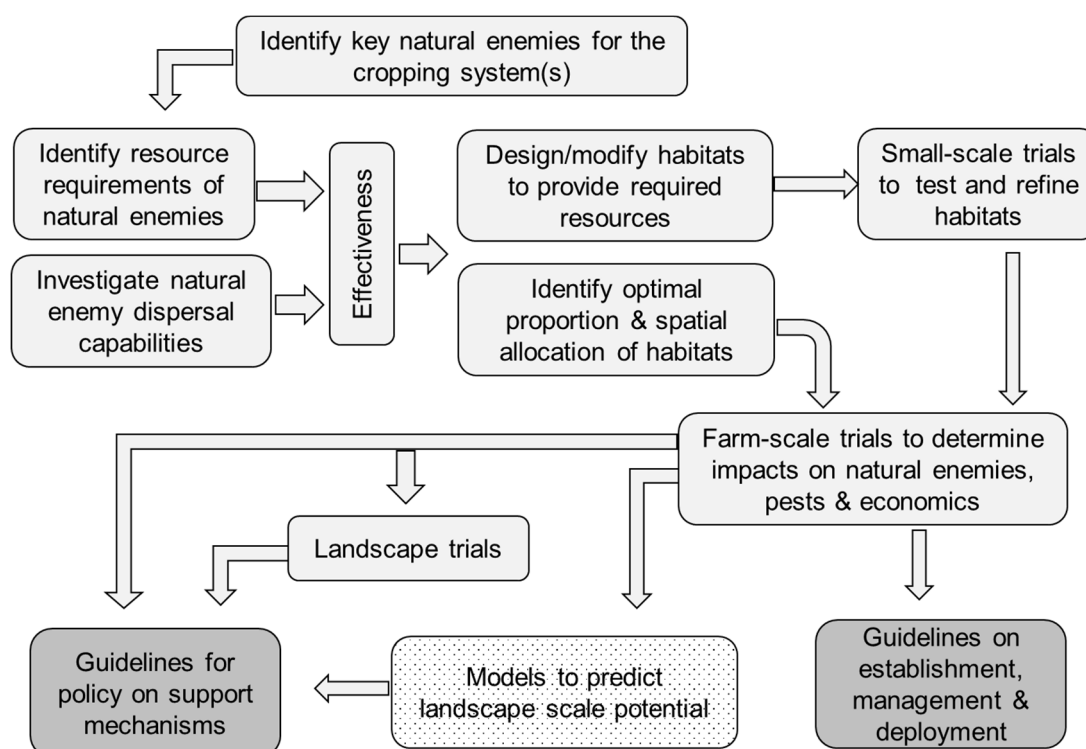 Identify key natural enemies for the
cropping system(s)
Identify resource
requirements of
natural enemies
Effectiveness
Design/modify habitats
to provide required
resources
Small-scale trials
to test and refine
habitats
Investigate natural
enemy dispersal
capabilities
Identify optimal
proportion & spatial
allocation of habitats
Farm-scale trials to determine
impacts on natural enemies,
pests & economics
Landscape trials
Guidelines for
policy on support
mechanisms
Models to predict
landscape scale potential
Guidelines on
establishment,
management &
deployment